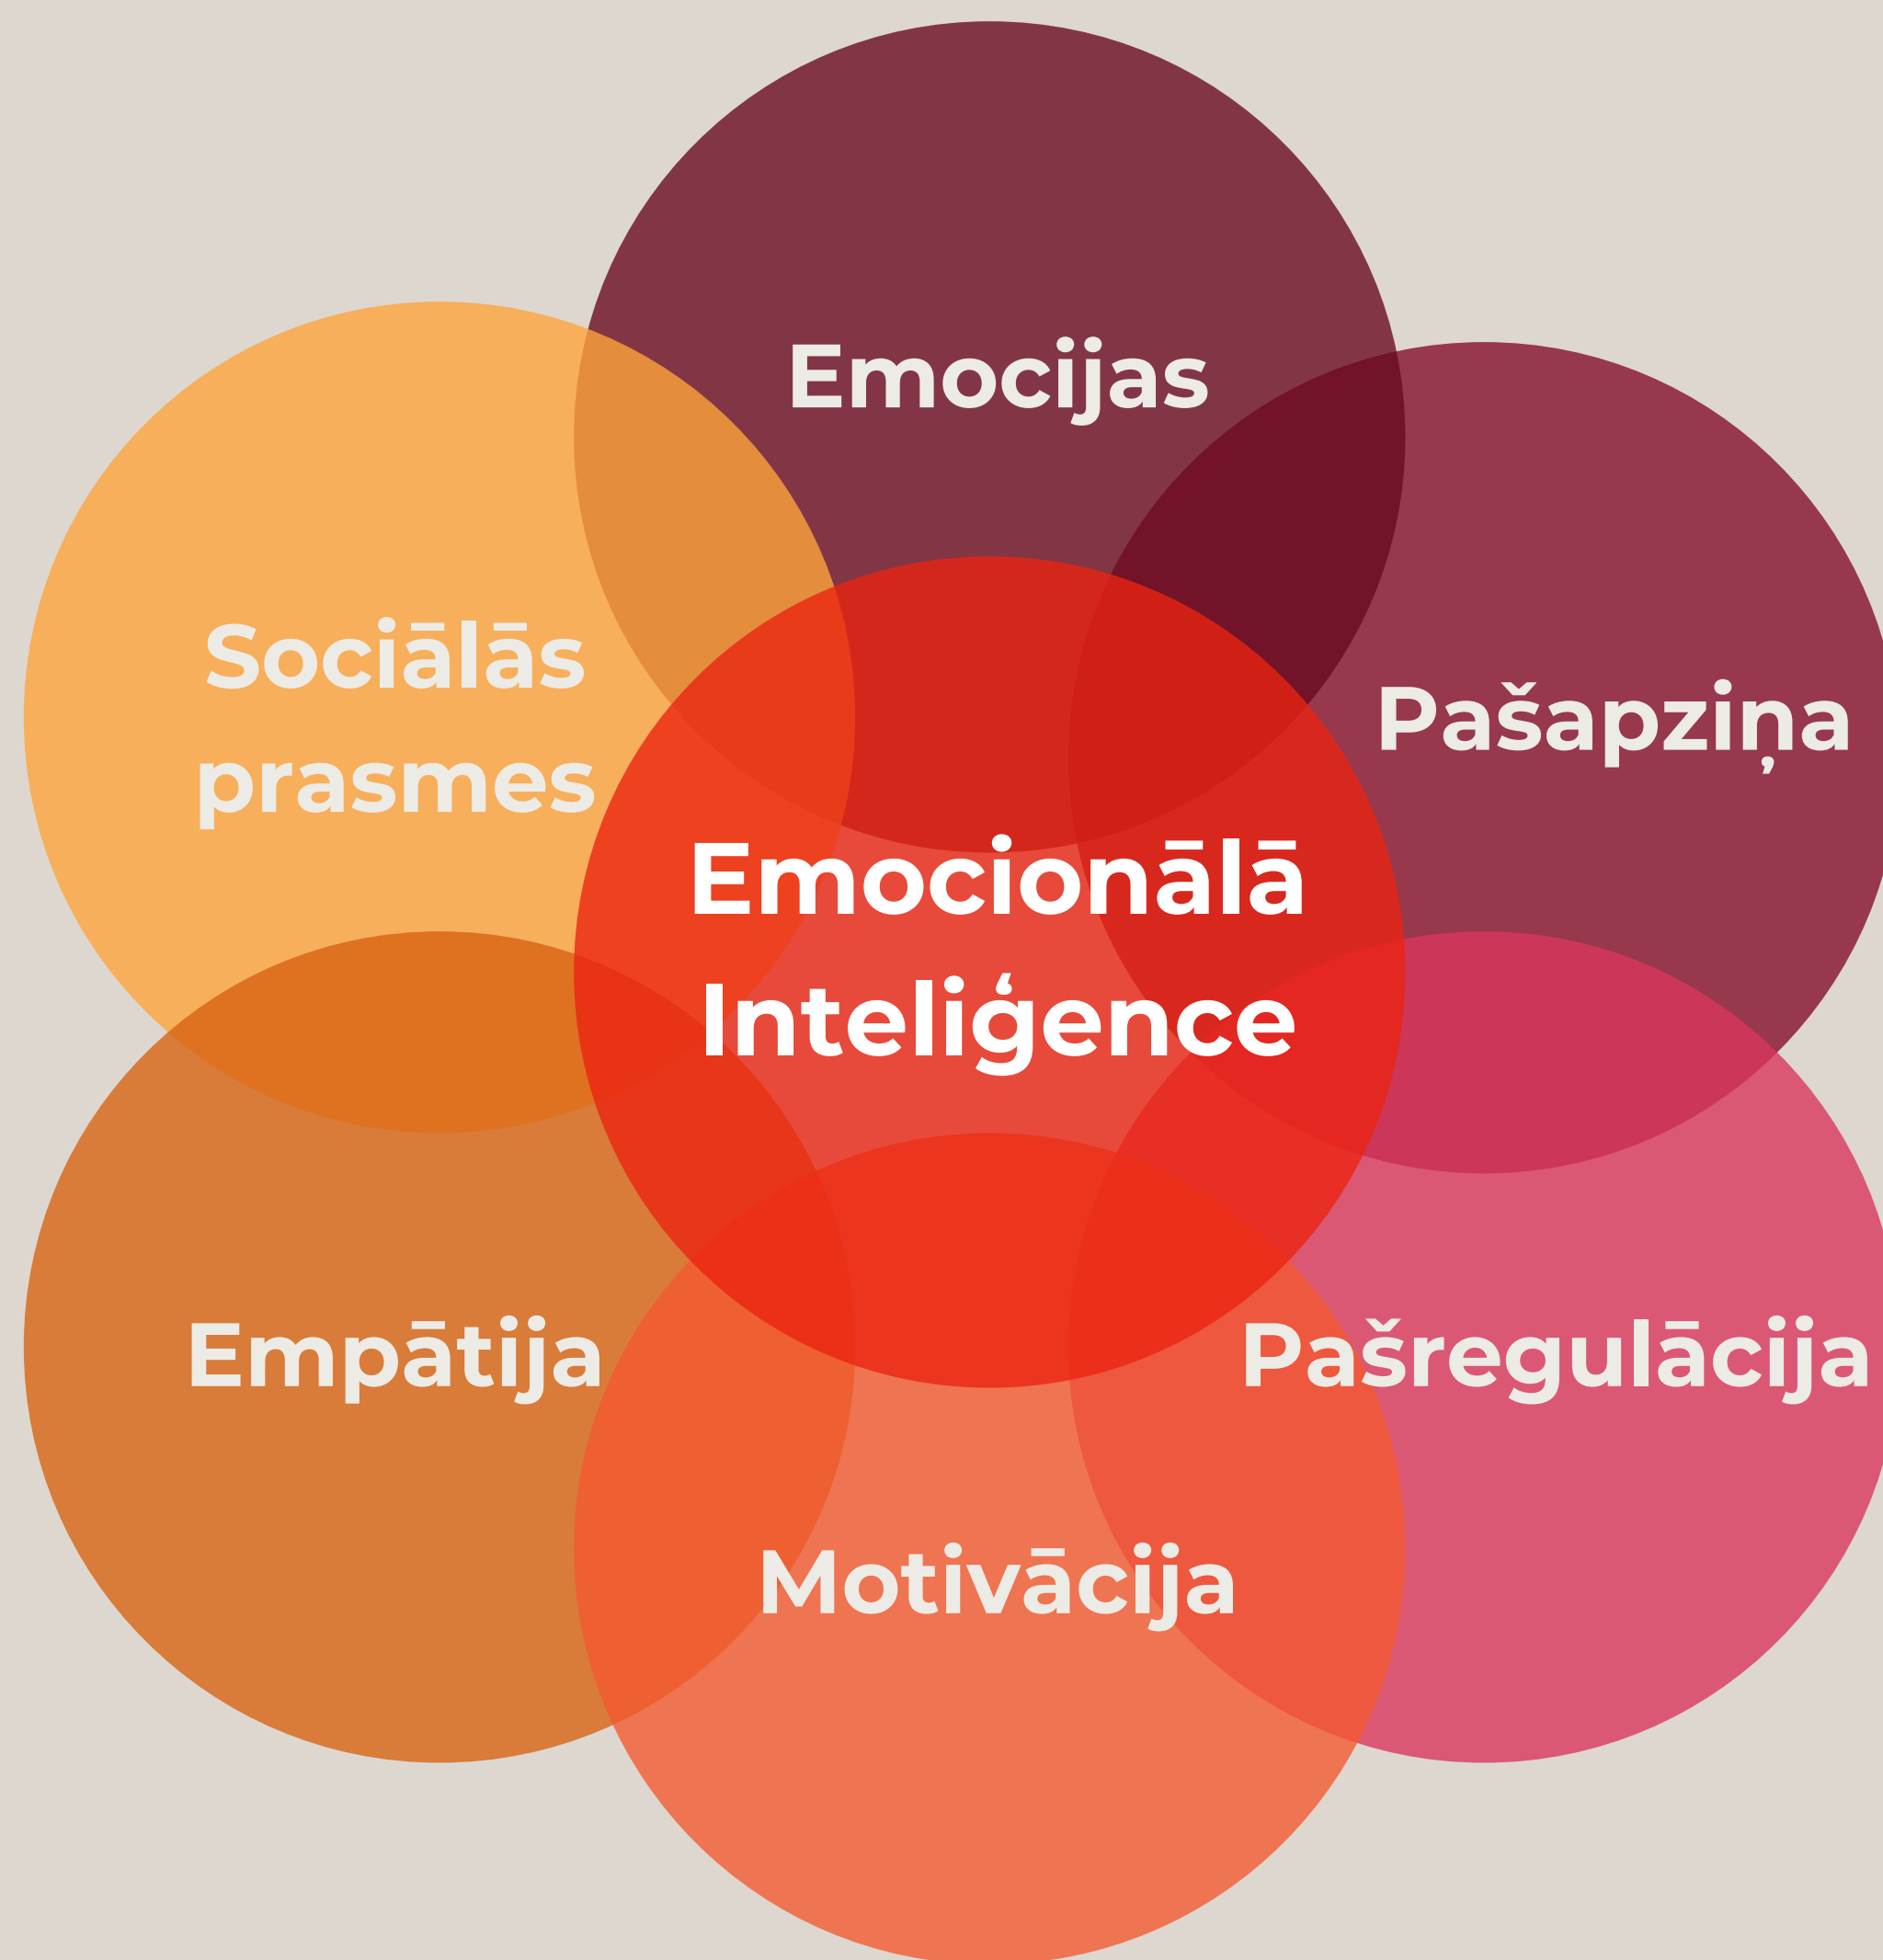 Emocijas
Sociālās
prasmes
Pašapziņa
Emocionālā
Inteliģence
Empātija
Pašregulācija
Motivācija